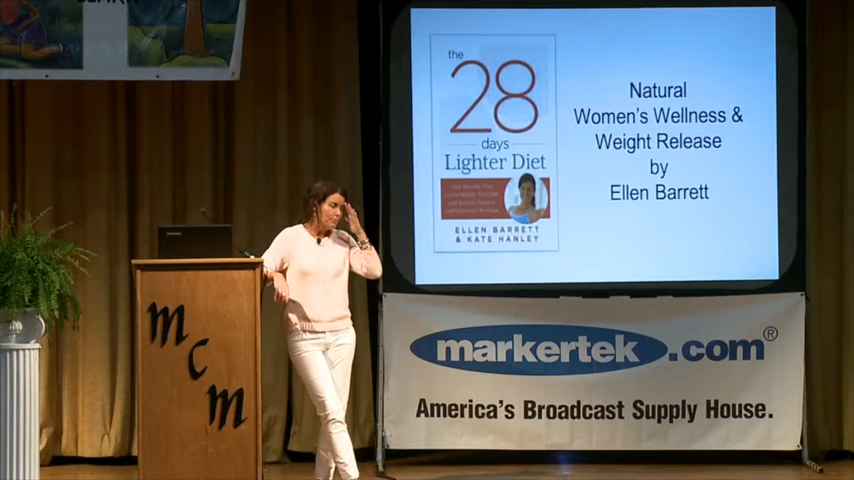 the
28
days
Lighter Diet
ELLEN BARRETT
& KATE HANLEY
Natural
Women's Wellness &
Weight Release
by
Ellen Barrett
mcm
markertek.com®
America's Broadcast Supply House.